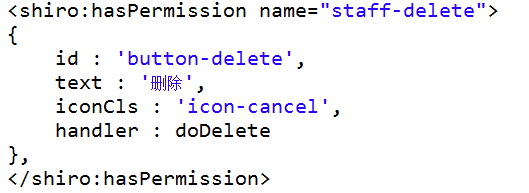 <shiro:hasPermission name="staff-delete">
{
    id : 'button-delete',
    text : '删除',
    iconCls : 'icon-cancel',
    handler : doDelete
},
</shiro:hasPermission>